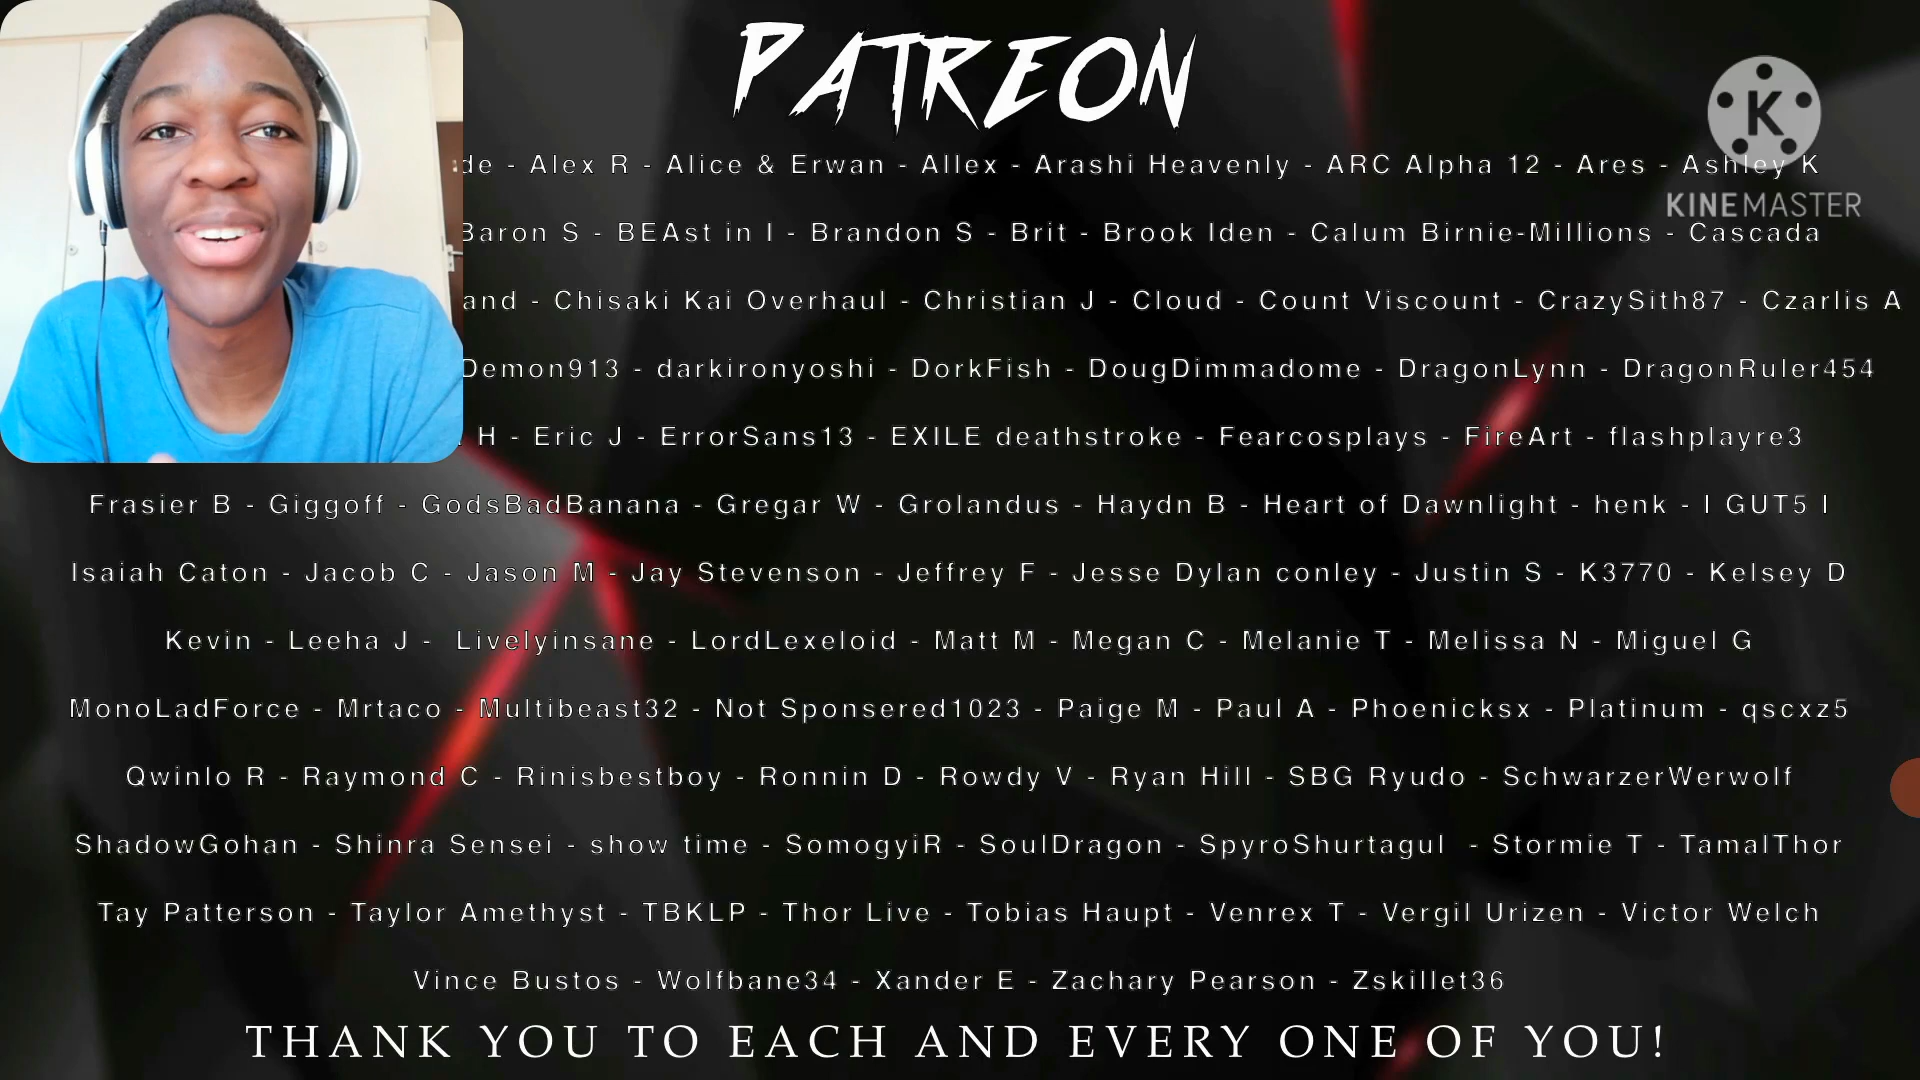 PATREON
K
KINEMASTER
de - Alex R - Alice & Erwan - Allex - Arashi Heavenly - ARC Alpha 12 - Ares - Ashley K
Baron S - BEAst in I - Brandon S - Brit - Brook Iden - Calum Birnie-Millions - Cascada
and - Chisaki Kai Overhaul - Christian J - Cloud - Count Viscount - CrazySith87 - Czarlis A
Demon913 - darkironyoshi - DorkFish - DougDimmadome - DragonLynn - DragonRuler454
H - Eric J - ErrorSans13 - EXILE deathstroke - Fearcosplays - FireArt - flashplayre3
Frasier B - Giggoff - GodsBadBanana - Gregar W - Grolandus - Haydn B - Heart of Dawnlight - henk - I GUT5 I
Isaiah Caton - Jacob C - Jason M - Jay Stevenson - Jeffrey F - Jesse Dylan conley - Justin S - K3770 - Kelsey D
Kevin - Leeha J - Livelyinsane - LordLexeloid - Matt M - Megan C - Melanie T - Melissa N - Miguel G
MonoLadForce - Mrtaco - Multibeast32 - Not Sponsered1023 - Paige M - Paul A - Phoenicksx - Platinum - qscxz5
Qwinlo R - Raymond C - Rinisbestboy - Ronnin D - Rowdy V - Ryan Hill - SBG Ryudo - SchwarzerWerwolf
ShadowGohan - Shinra Sensei - show time - SomogyiR - SoulDragon - SpyroShurtagul - Stormie T - TamalThor
Tay Patterson - Taylor Amethyst - TBKLP - Thor Live - Tobias Haupt - Venrex T - Vergil Urizen - Victor Welch
Vince Bustos - Wolfbane34 - Xander E - Zachary Pearson - Zskillet36
THANK YOU TO EACH AND EVERY ONE OF YOU!